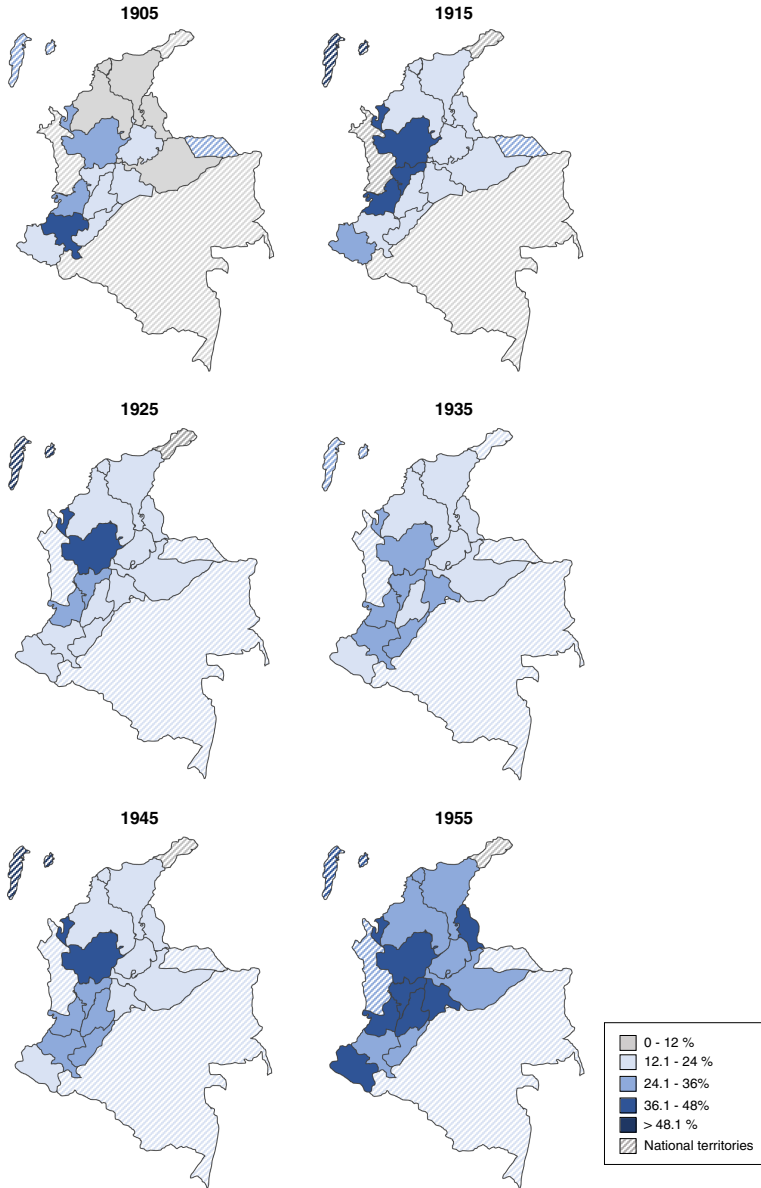 1905
1915
1925
1935
1945
1955
0 - 12 %
12.1 - 24 %
24.1 - 36%
36.1 - 48%
> 48.1 %
National territories